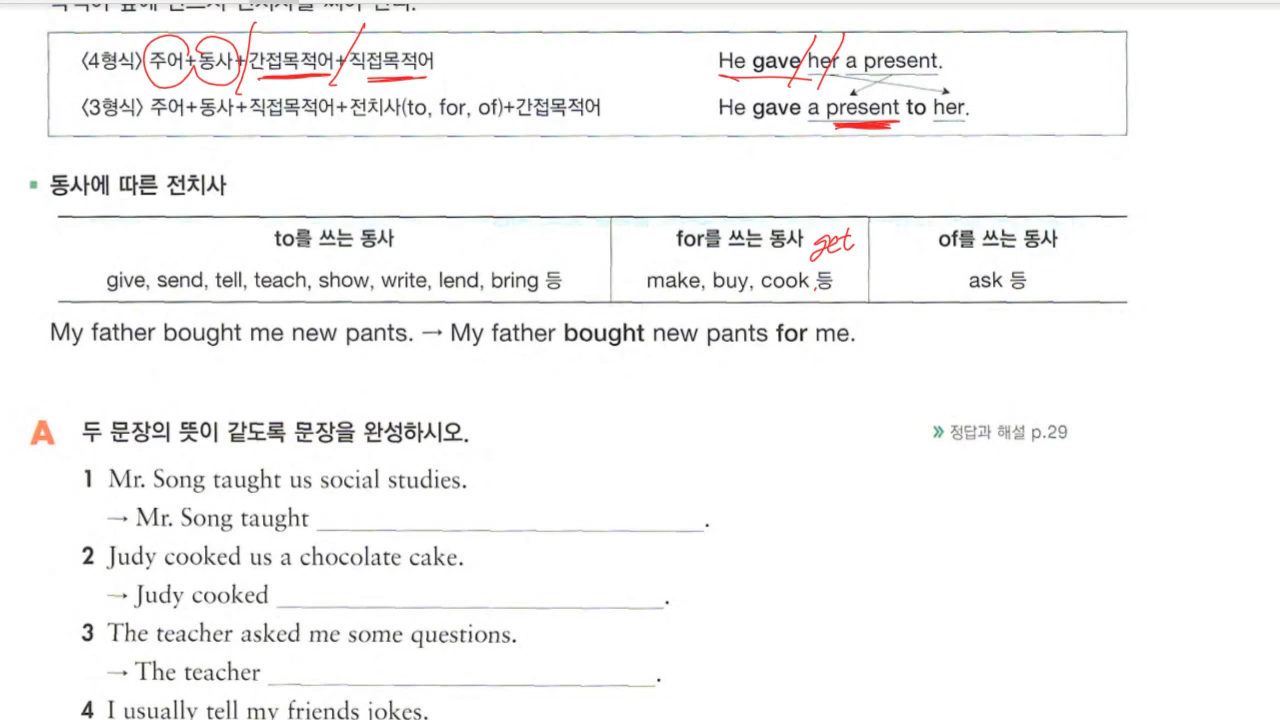 〈4형식〉 주어+동사+간접목적어+직접목적어 He gave her a present.
〈3형식〉 주어+동사+직접목적어+전치사(to, for, of)+간접목적어 He gave a present to her.
▪ 동사에 따른 전치사
to를 쓰는 동사 for를 쓰는 동사 get of를 쓰는 동사
give, send, tell, teach, show, write, lend, bring 등 make, buy, cook, 등 ask 등
My father bought me new pants. → My father bought new pants for me.
A 두 문장의 뜻이 같도록 문장을 완성하시오. » 정답과 해설 p.29
1 Mr. Song taught us social studies.
→ Mr. Song taught ____________.
2 Judy cooked us a chocolate cake.
→ Judy cooked ____________.
3 The teacher asked me some questions.
→ The teacher ____________.
4 I usually tell my friends jokes.